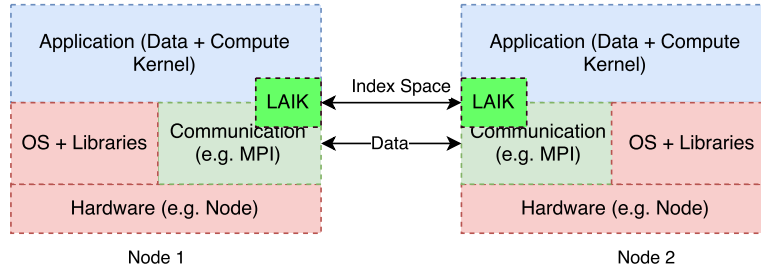 Application (Data + Compute
Kernel)
LAIK
OS + Libraries
Communication
(e.g. MPI)
Hardware (e.g. Node)
Node 1
Index Space
Data
Application (Data + Compute
Kernel)
LAIK
Communication
(e.g. MPI)
OS + Libraries
Hardware (e.g. Node)
Node 2